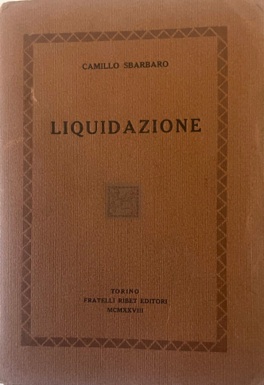 CAMILLO SBARBARO
LIQUIDAZIONE
TORINO
FRATELLI RIBET EDITORI
MCMXXVIII